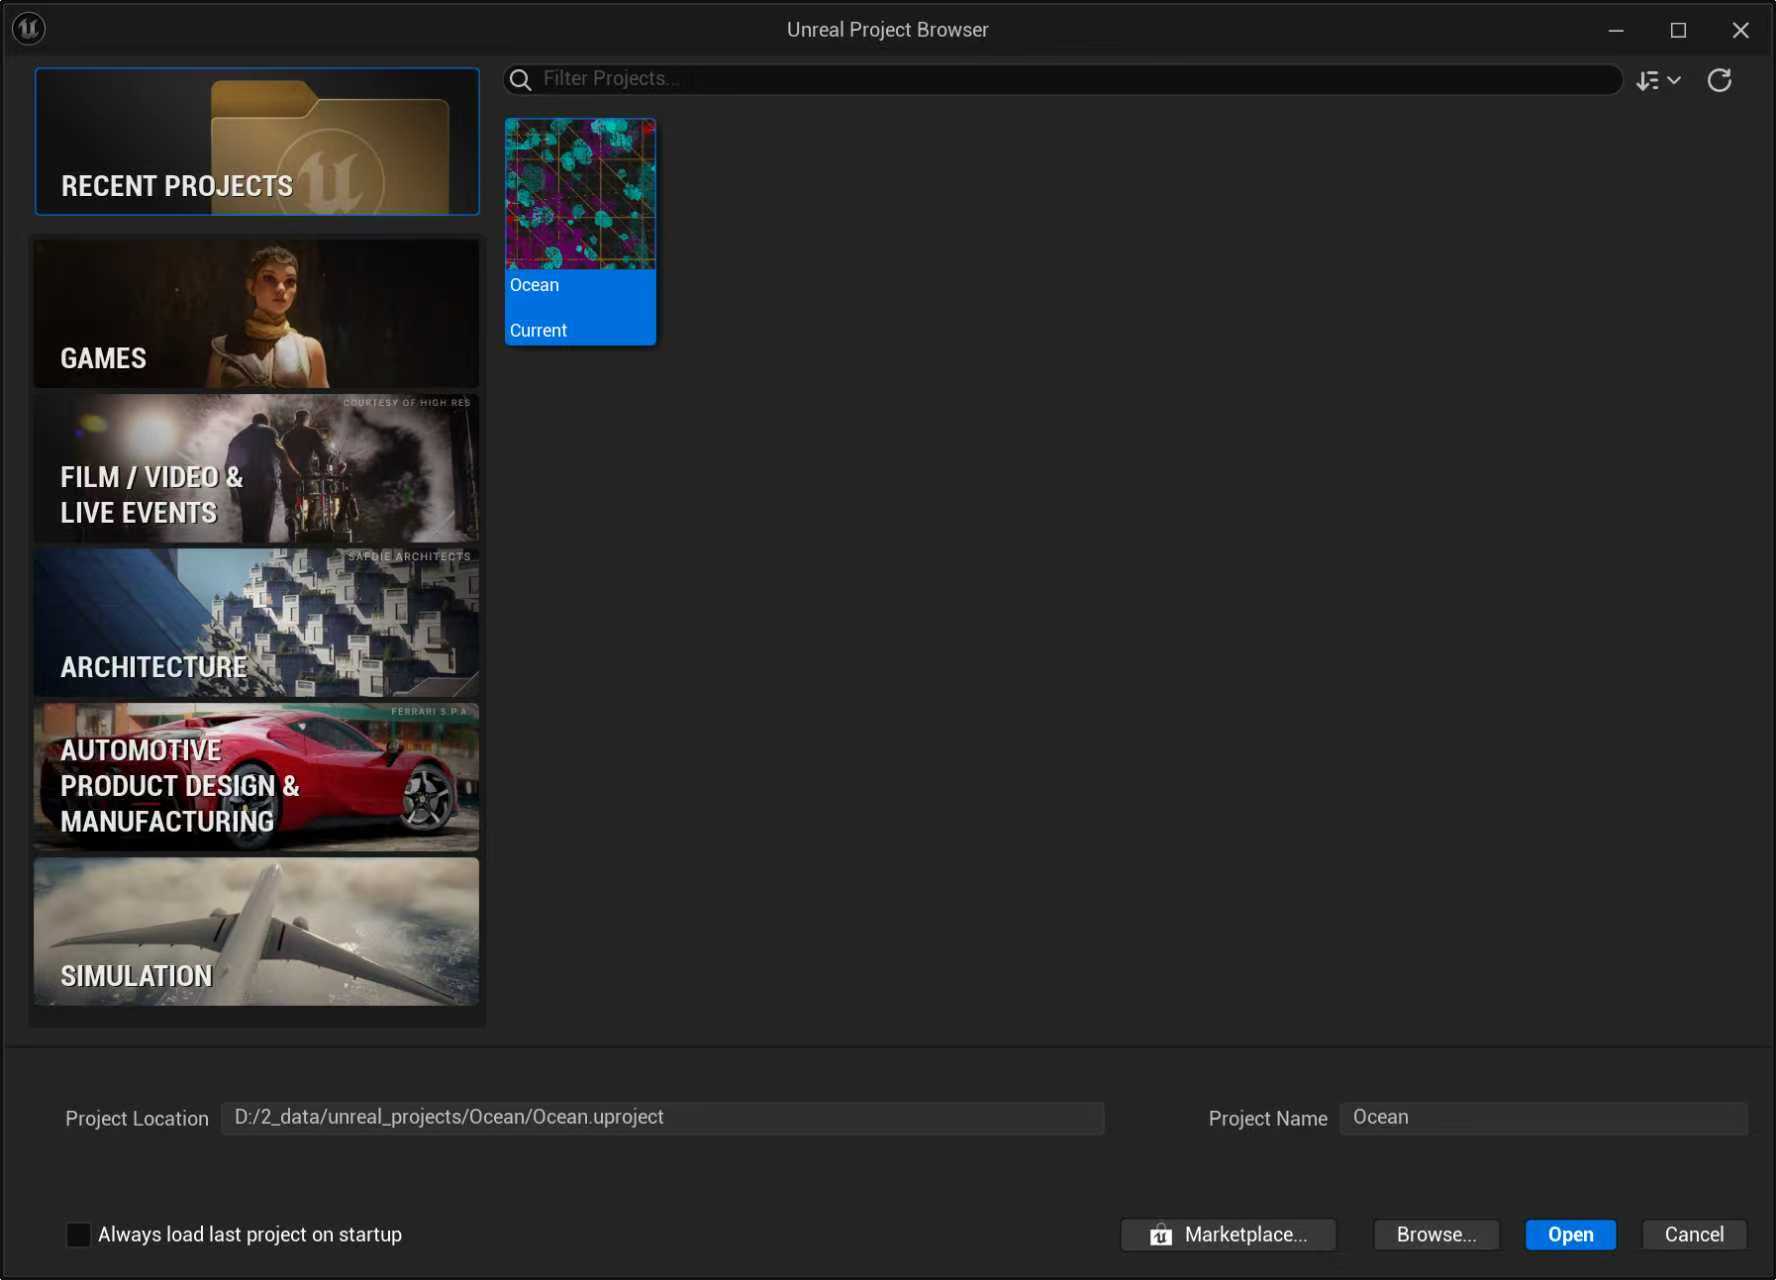 Unreal Project Browser
RECENT PROJECTS
Filter Projects...
Ocean
Current
GAMES
COURTESY OF HIGH RES
FILM / VIDEO &
LIVE EVENTS
SAFDIE ARCHITECTS
ARCHITECTURE
FERRARI S.P.A.
AUTOMOTIVE
PRODUCT DESIGN &
MANUFACTURING
SIMULATION
Project Location
D:/2_data/unreal_projects/Ocean/Ocean.uproject
Project Name
Ocean
Always load last project on startup
Marketplace...
Browse...
Open
Cancel